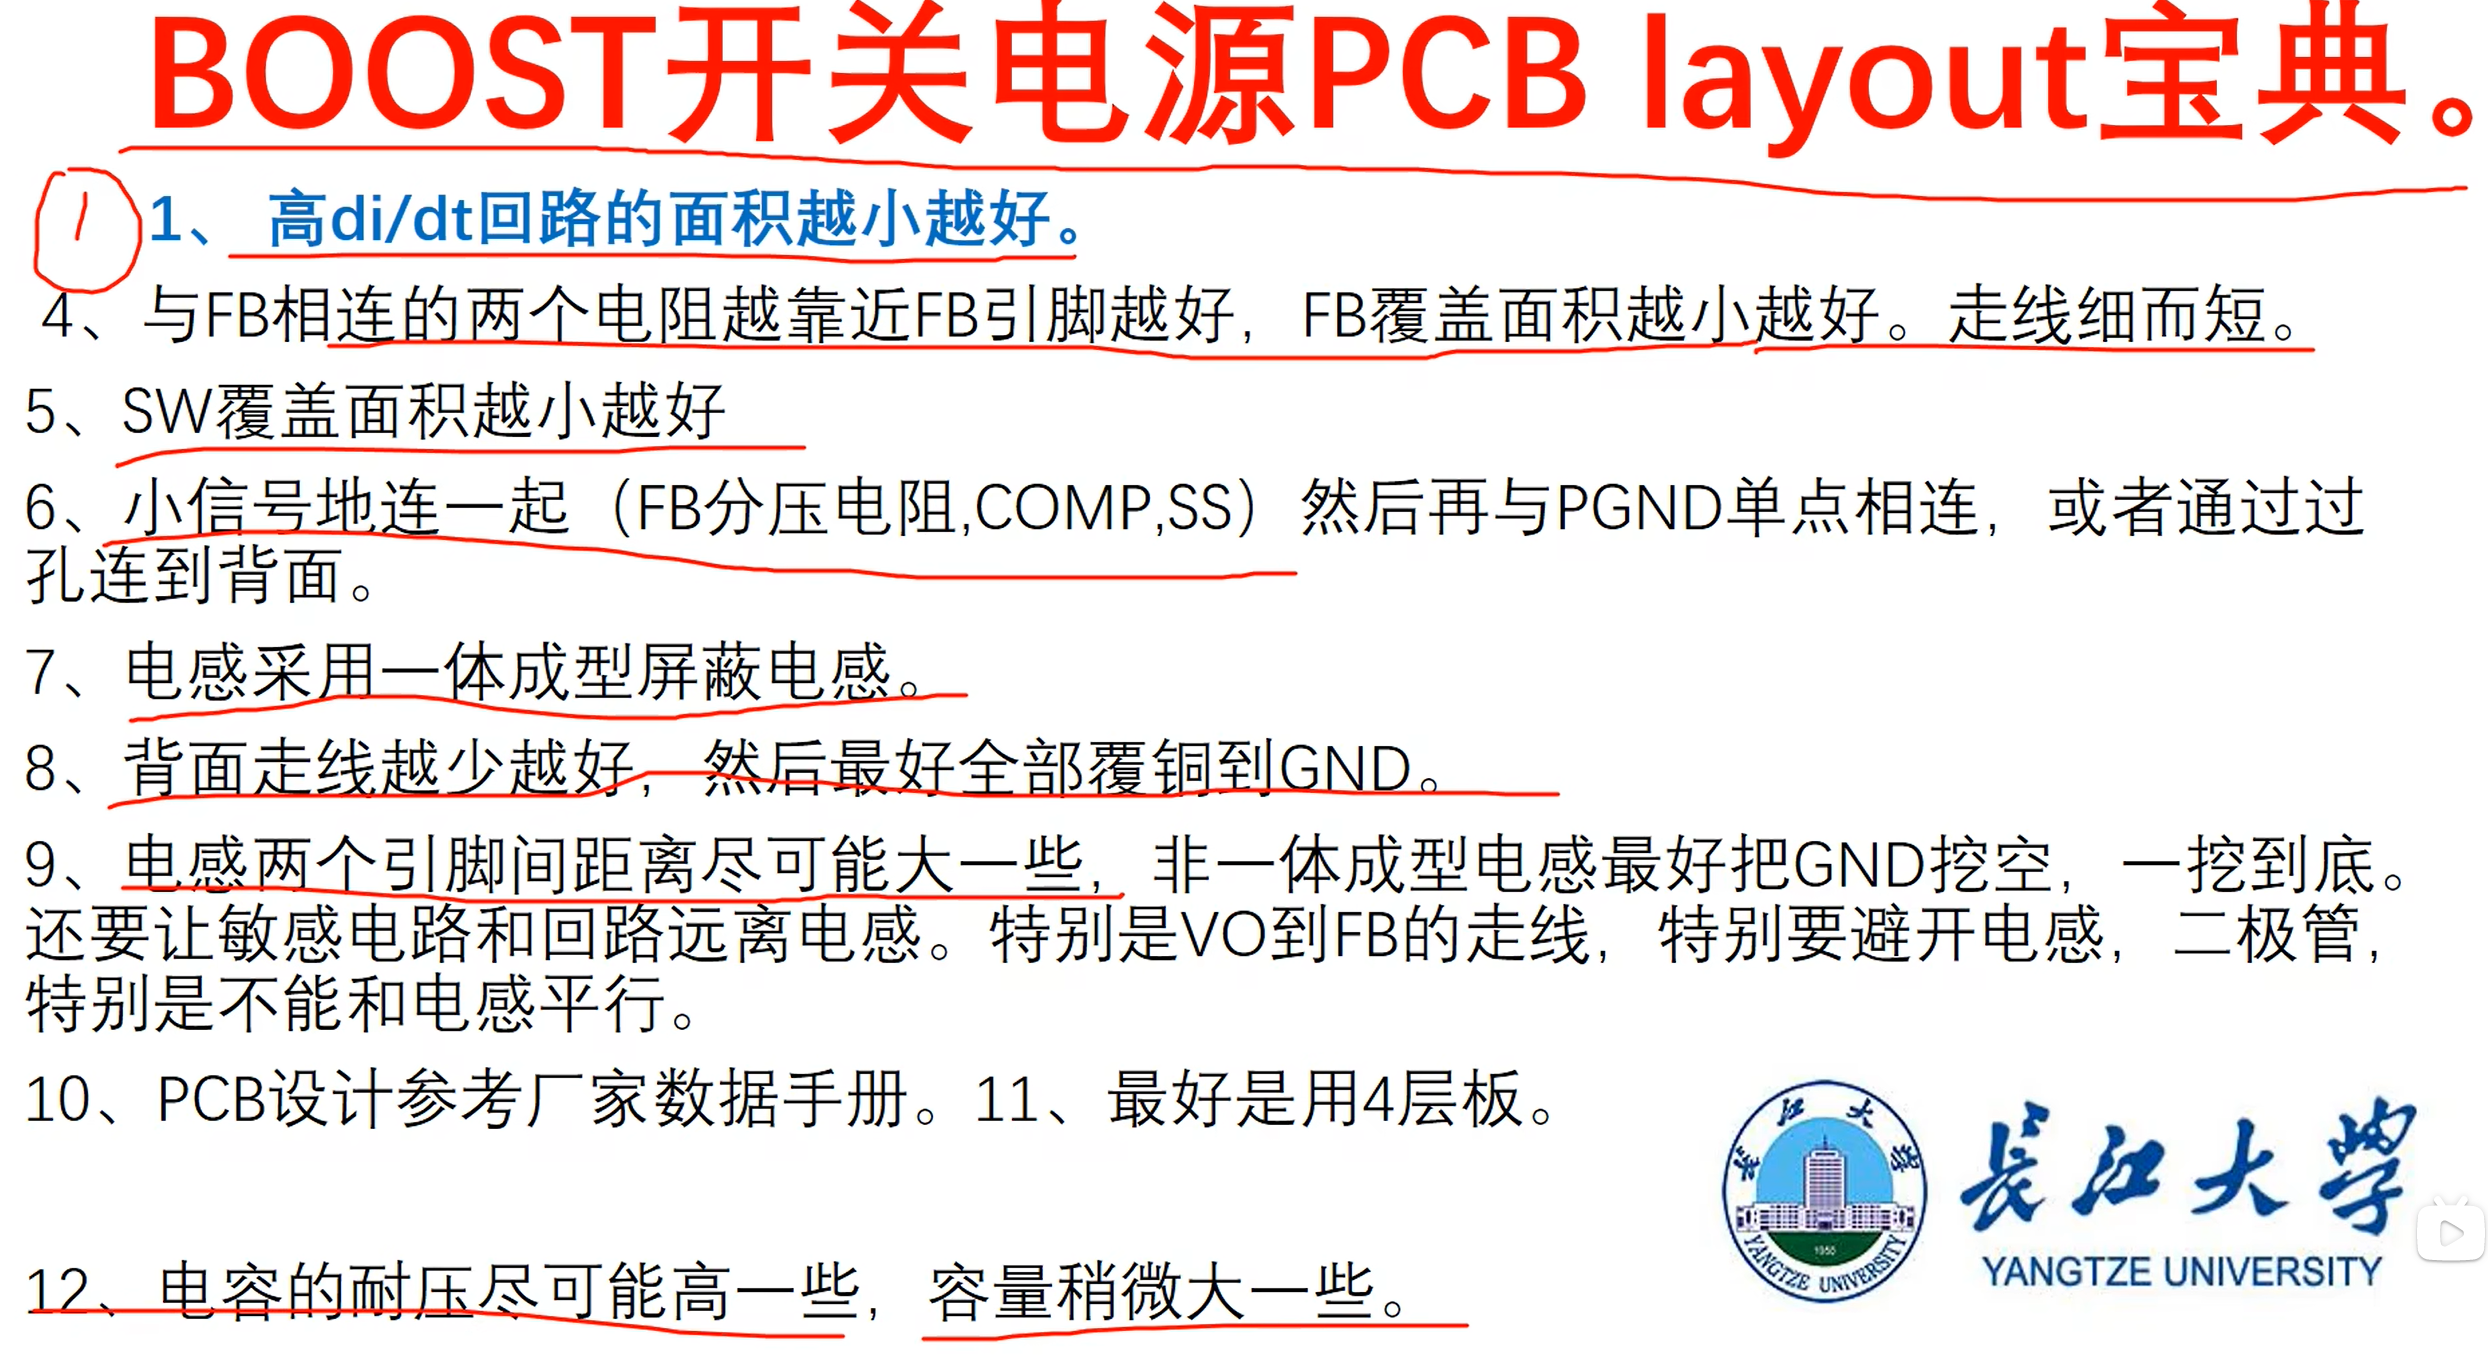 BOOST开关电源PCB layout宝典。
1
1、 高di/dt回路的面积越小越好。
4、与FB相连的两个电阻越靠近FB引脚越好，FB覆盖面积越小越好。走线细而短。
5、SW覆盖面积越小越好
6、小信号地连一起（FB分压电阻,COMP,SS）然后再与PGND单点相连，或者通过过
孔连到背面。
7、电感采用一体成型屏蔽电感。
8、背面走线越少越好，然后最好全部覆铜到GND。
9、电感两个引脚间距离尽可能大一些，非一体成型电感最好把GND挖空，一挖到底。
还要让敏感电路和回路远离电感。特别是VO到FB的走线，特别要避开电感，二极管，
特别是不能和电感平行。
10、PCB设计参考厂家数据手册。11、最好是用4层板。
长江大学
1950
YANGTZE UNIVERSITY
長江大学
YANGTZE UNIVERSITY
12、电容的耐压尽可能高一些，容量稍微大一些。